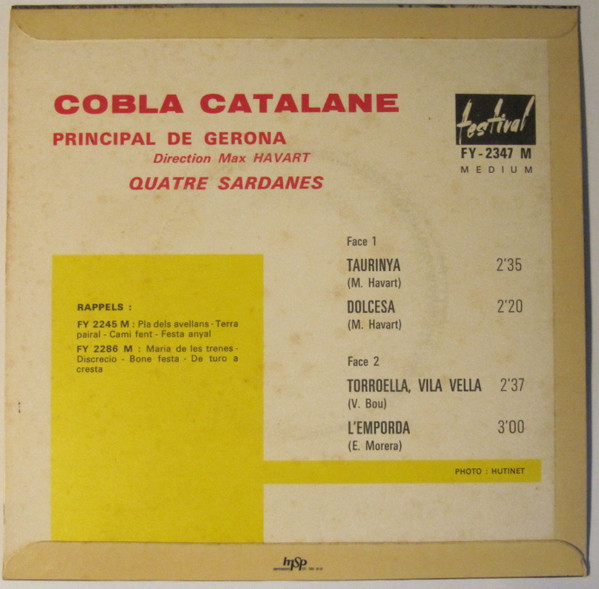 COBLA CATALANE
PRINCIPAL DE GERONA
Direction Max HAVART
QUATRE SARDANES
festival
FY-2347 M
MEDIUM
Face 1
TAURINYA 2'35
(M. Havart)
DOLCESA 2'20
(M. Havart)
Face 2
TORROELLA, VILA VELLA 2'37
(V. Bou)
L'EMPORDA 3'00
(E. Morera)
RAPPELS :
FY 2245 M : Pla dels avellans - Terra
pairal - Cami fent - Festa anyal
FY 2286 M : Maria de les trenes -
Discrecio - Bone festa - De turo a
cresta
PHOTO : HUTINET
msp